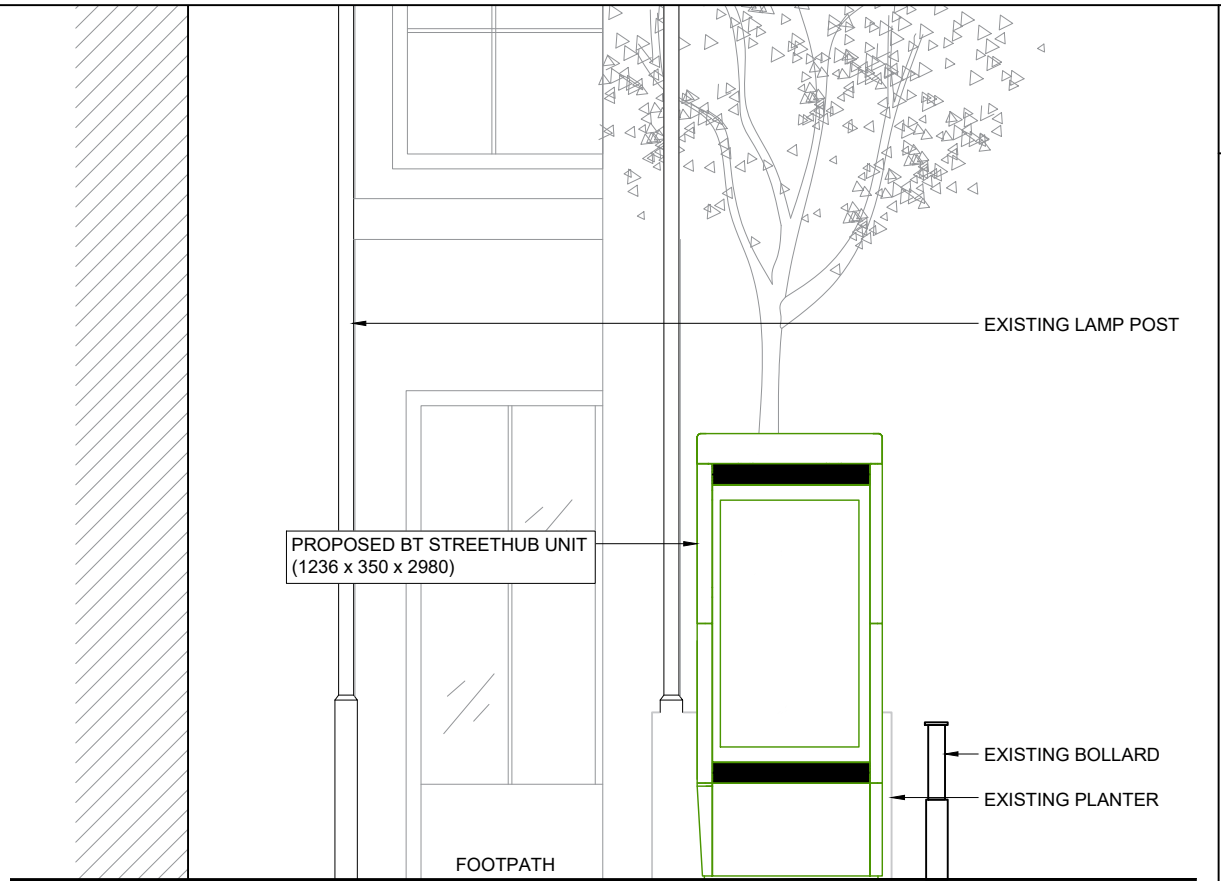 EXISTING LAMP POST
PROPOSED BT STREETHUB UNIT
(1236 x 350 x 2980)
EXISTING BOLLARD
EXISTING PLANTER
FOOTPATH